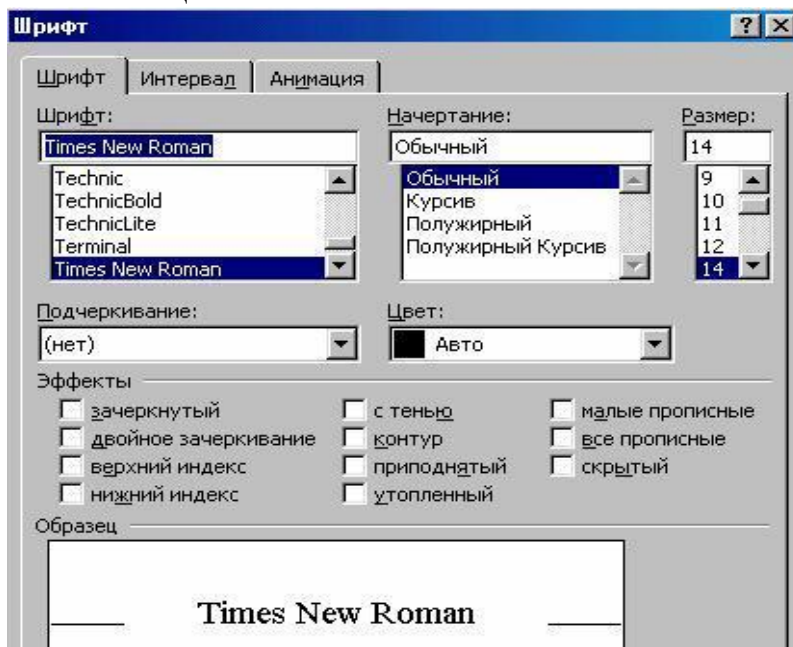 Шрифт
Шрифт Интервал Анимация
Шрифт: Начертание: Размер:
Times New Roman Обычный 14
Technic Обычный 9
TechnicBold Курсив 10
TechnicLite Полужирный 11
Terminal Полужирный Курсив 12
Times New Roman 14
Подчеркивание: Цвет:
(нет) Авто
Эффекты
зачеркнутый с тенью малые прописные
двойное зачеркивание контур все прописные
верхний индекс приподнятый скрытый
нижний индекс утопленный
Образец
Times New Roman